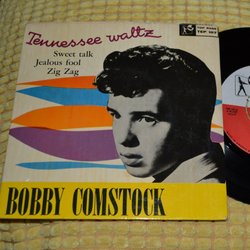 Tennessee waltz
Sweet talk
Jealous fool
Zig Zag
BOBBY COMSTOCK